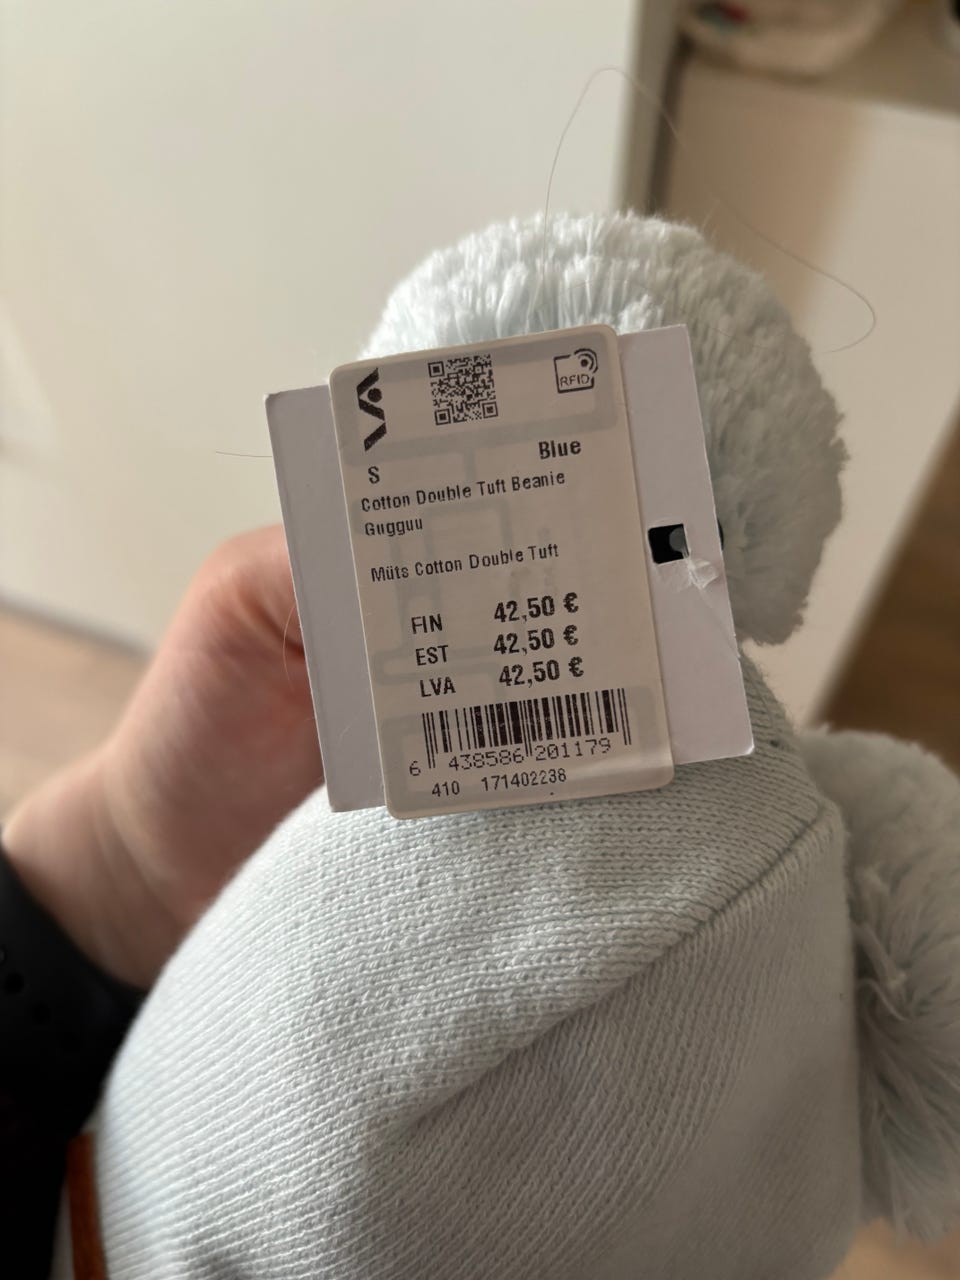 RFID
S Blue
Cotton Double Tuft Beanie
Gugguu
Müts Cotton Double Tuft
FIN 42,50 €
EST 42,50 €
LVA 42,50 €
6 438586 201179
410 171402238